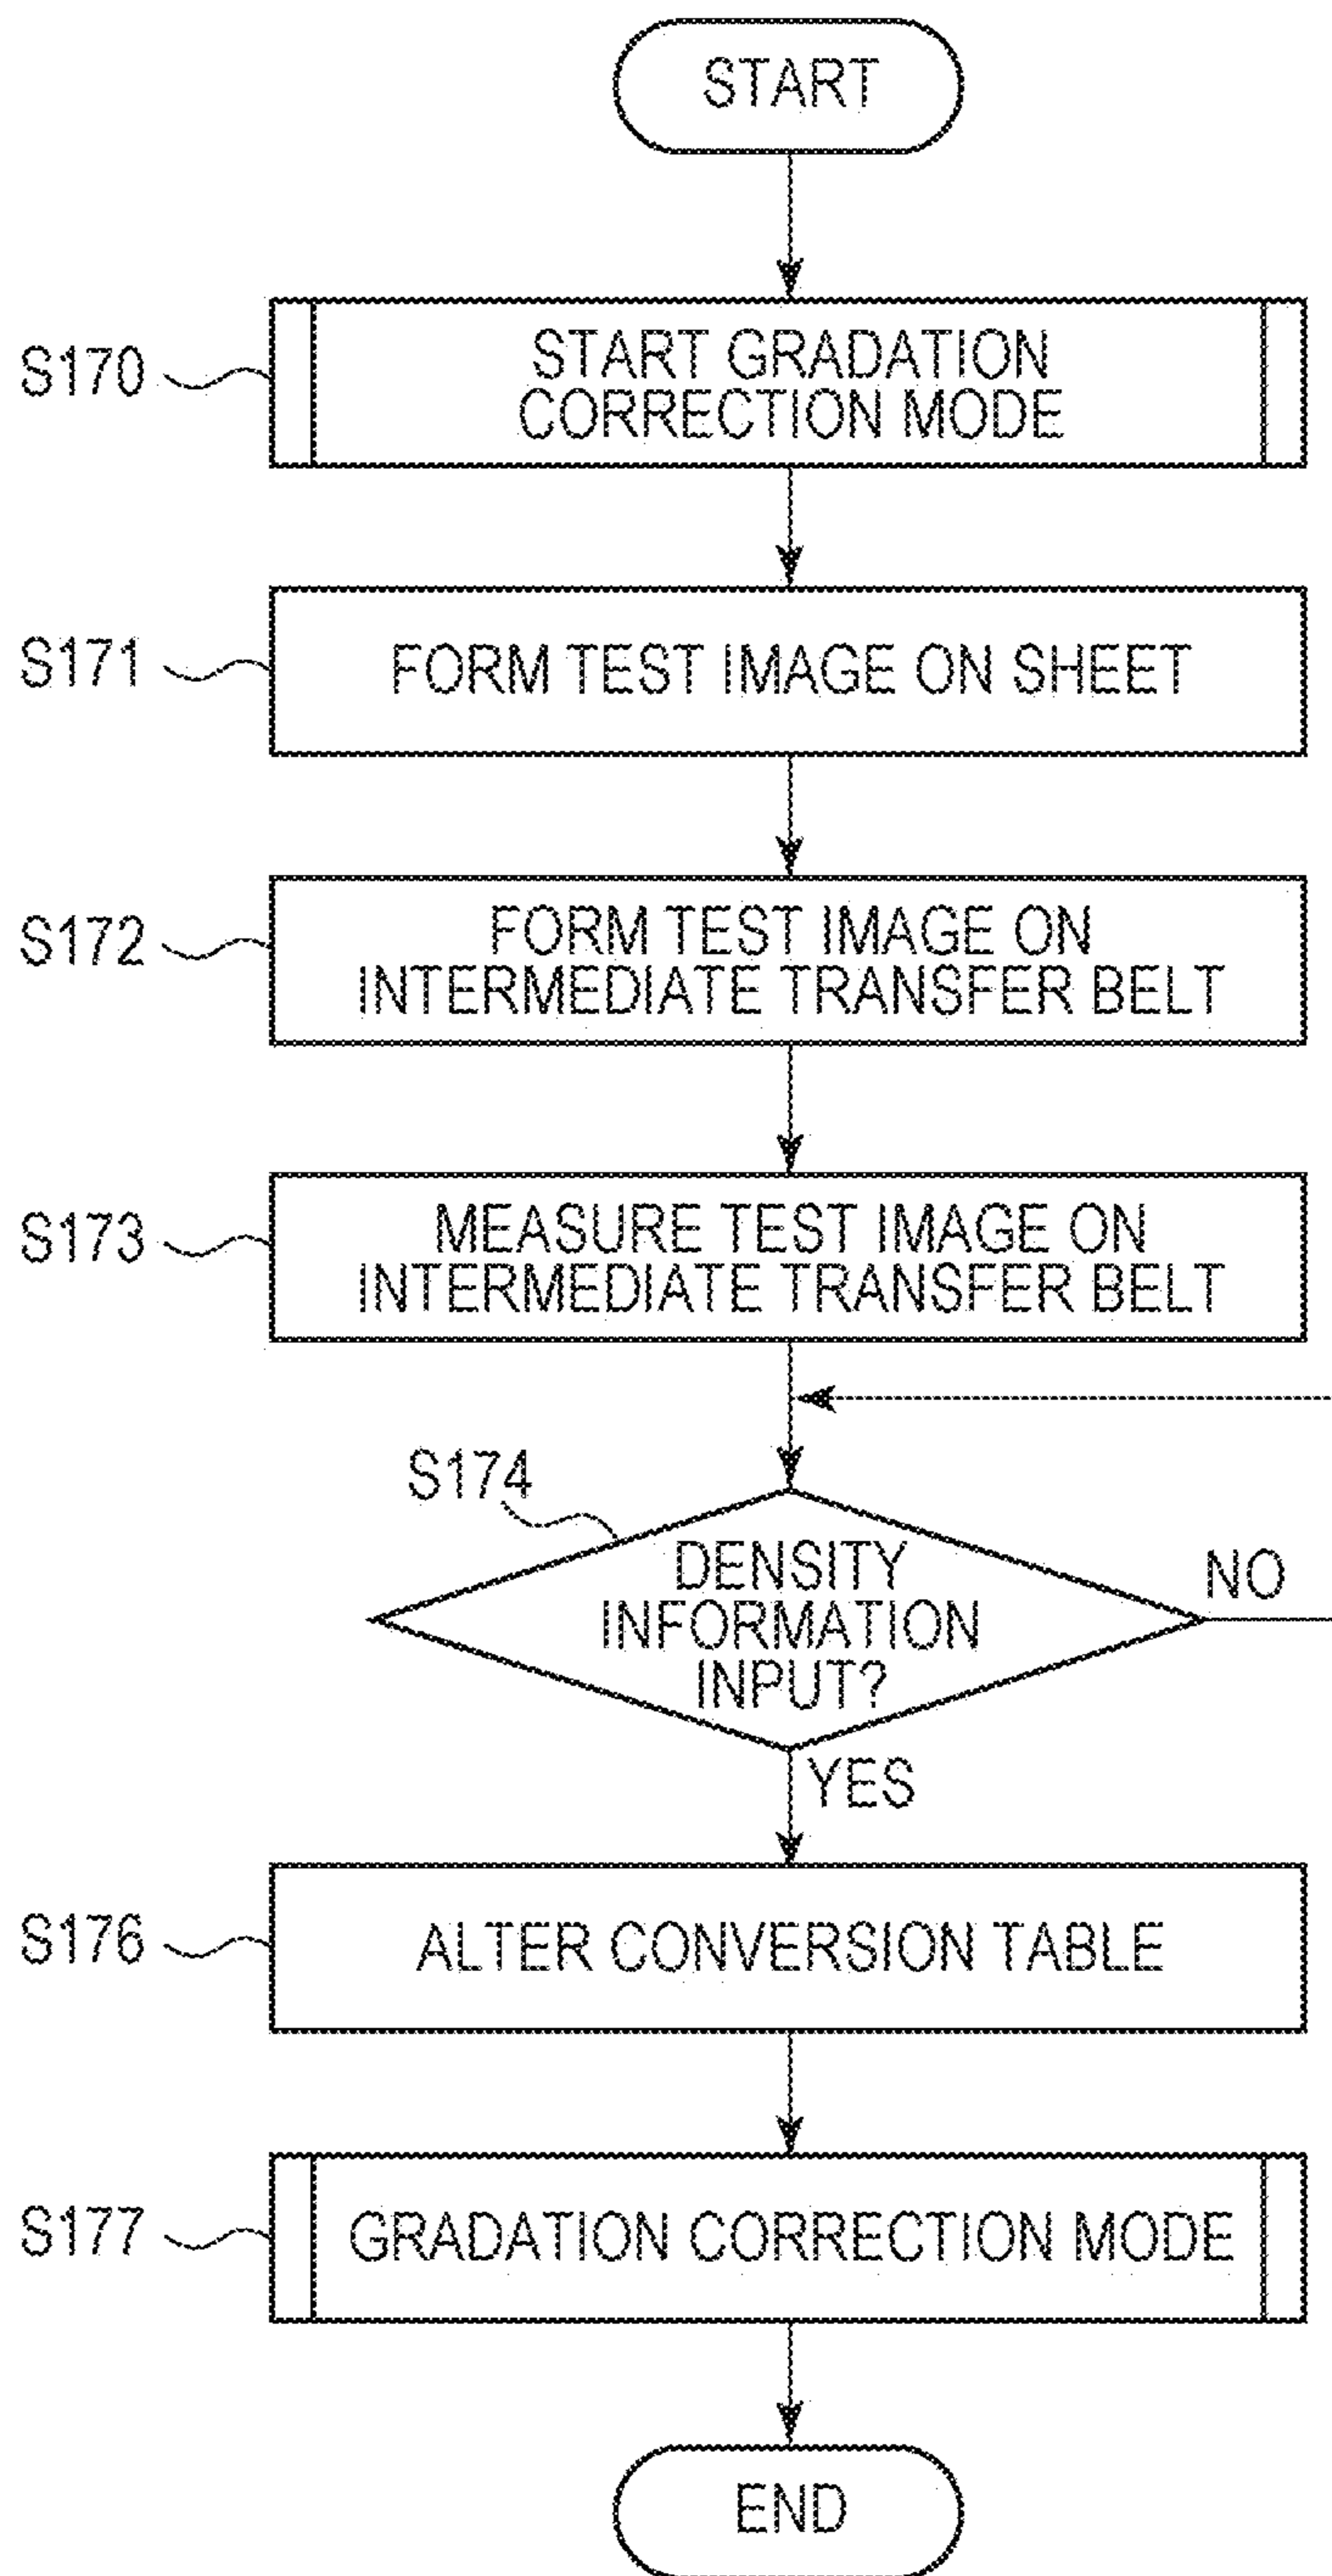 START
S170
START GRADATION
CORRECTION MODE
S171
FORM TEST IMAGE ON SHEET
S172
FORM TEST IMAGE ON
INTERMEDIATE TRANSFER BELT
S173
MEASURE TEST IMAGE ON
INTERMEDIATE TRANSFER BELT
S174
DENSITY
INFORMATION
INPUT?
NO
YES
S176
ALTER CONVERSION TABLE
S177
GRADATION CORRECTION MODE
END